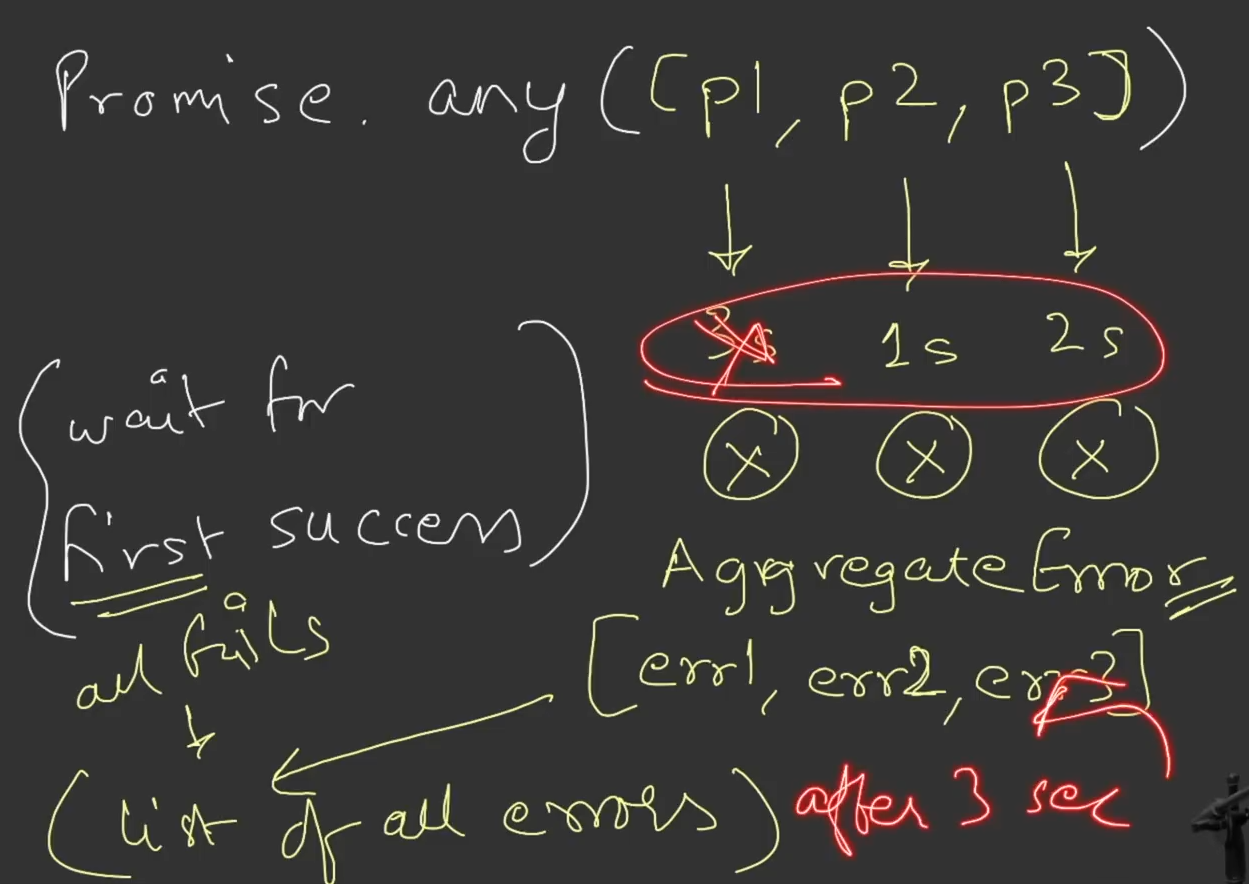 Promise. any([p1, p2, p3])
3s 1s 2s
X X X
wait for
first success
AggregateError
all fails
[err1, err2, err3]
(list of all errors)
after 3 sec